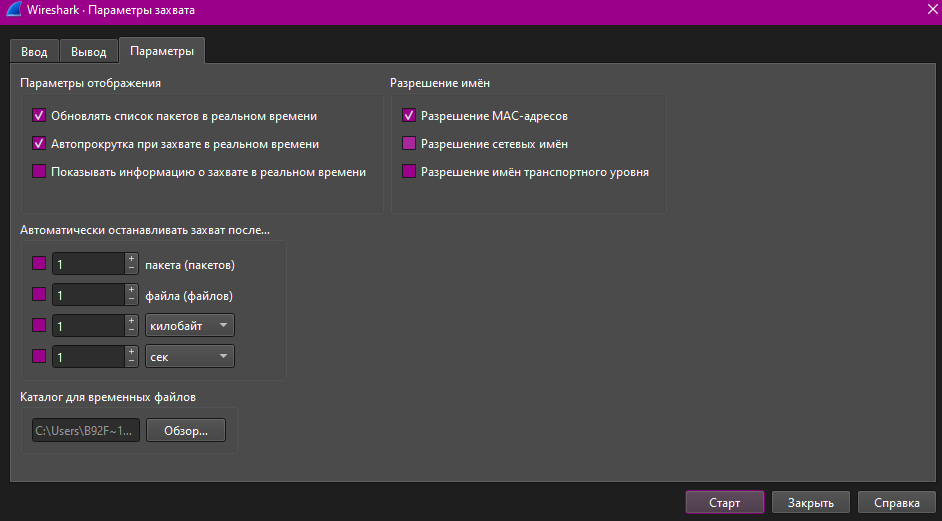 Wireshark · Параметры захвата
Ввод Вывод Параметры
Параметры отображения
Обновлять список пакетов в реальном времени
Автопрокрутка при захвате в реальном времени
Показывать информацию о захвате в реальном времени
Разрешение имён
Разрешение MAC-адресов
Разрешение сетевых имён
Разрешение имён транспортного уровня
Автоматически останавливать захват после...
1 пакета (пакетов)
1 файла (файлов)
1 килобайт
1 сек
Каталог для временных файлов
C:\Users\B92F~1... Обзор...
Старт Закрыть Справка